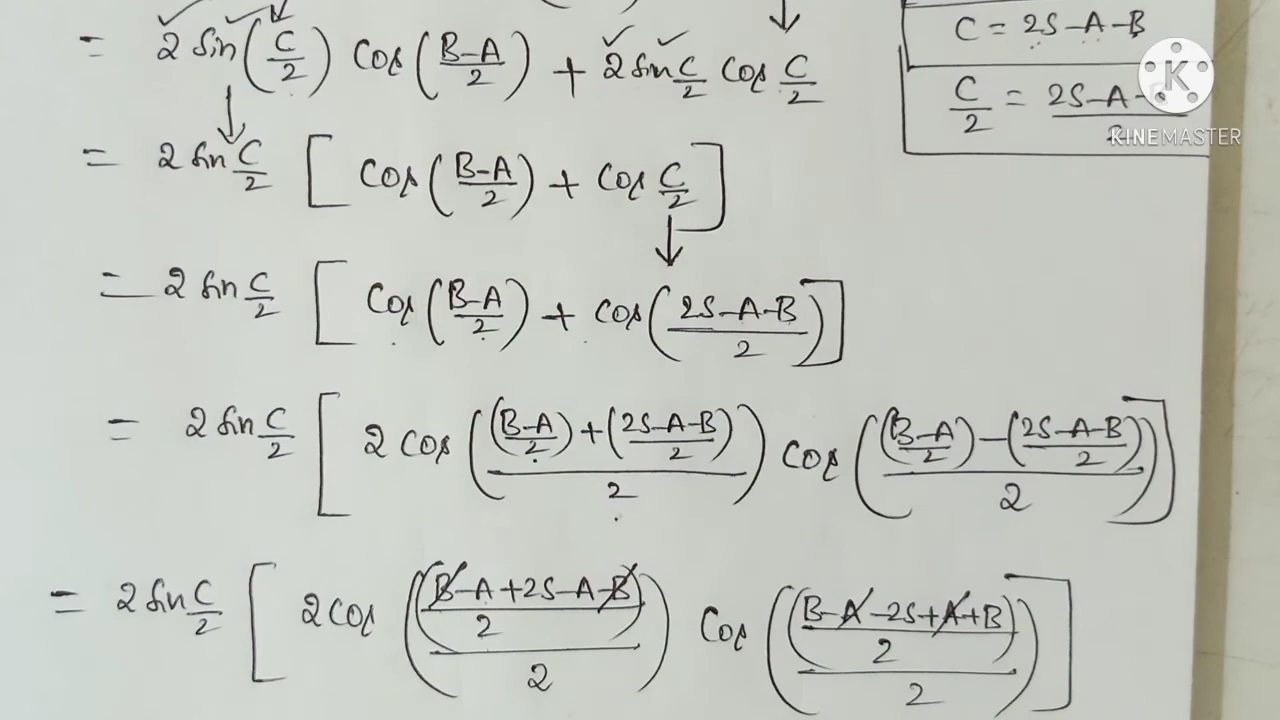 = 2 sin(C/2) cos(B-A/2) + 2 sin C/2 cos C/2
C = 2S-A-B
C/2 = 2S-A-
KINEMASTER
= 2 sin C/2 [ cos(B-A/2) + cos C/2 ]
= 2 sin C/2 [ cos(B-A/2) + cos(2S-A-B/2) ]
= 2 sin C/2 [ 2 cos((B-A/2)+(2S-A-B/2)/2) cos((B-A/2)-(2S-A-B/2)/2) ]
= 2 sin C/2 [ 2 cos((B-A+2S-A-B/2)/2) cos((B-A-2S+A+B/2)/2) ]